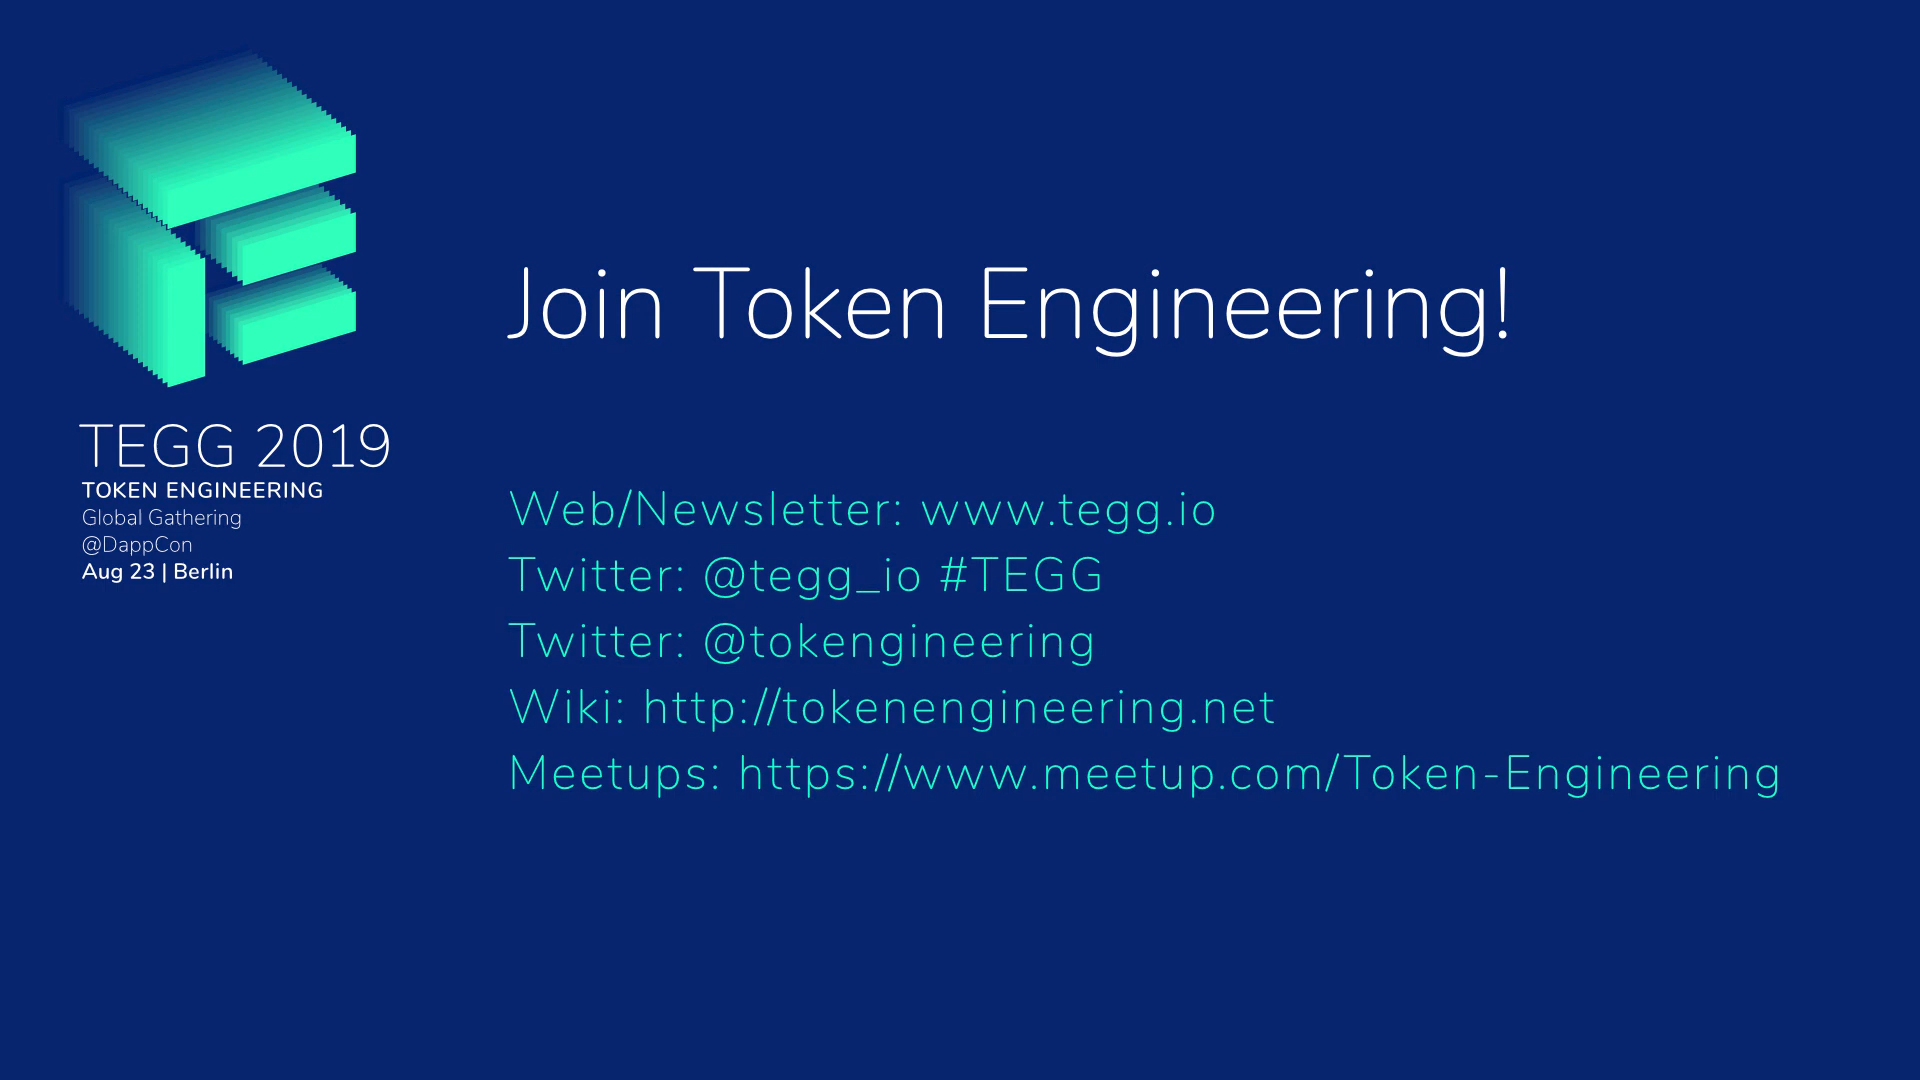 TEGG 2019
TOKEN ENGINEERING
Global Gathering
@DappCon
Aug 23 | Berlin
Join Token Engineering!
Web/Newsletter: www.tegg.io
Twitter: @tegg_io #TEGG
Twitter: @tokengineering
Wiki: http://tokenengineering.net
Meetups: https://www.meetup.com/Token-Engineering